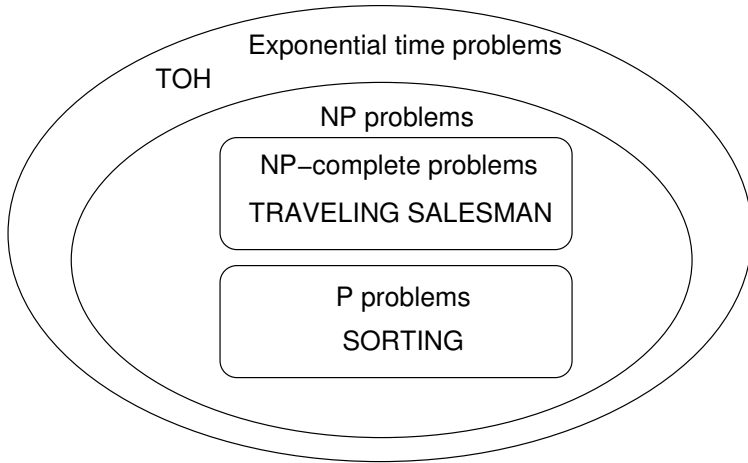 Exponential time problems
TOH
NP problems
NP−complete problems
TRAVELING SALESMAN
P problems
SORTING